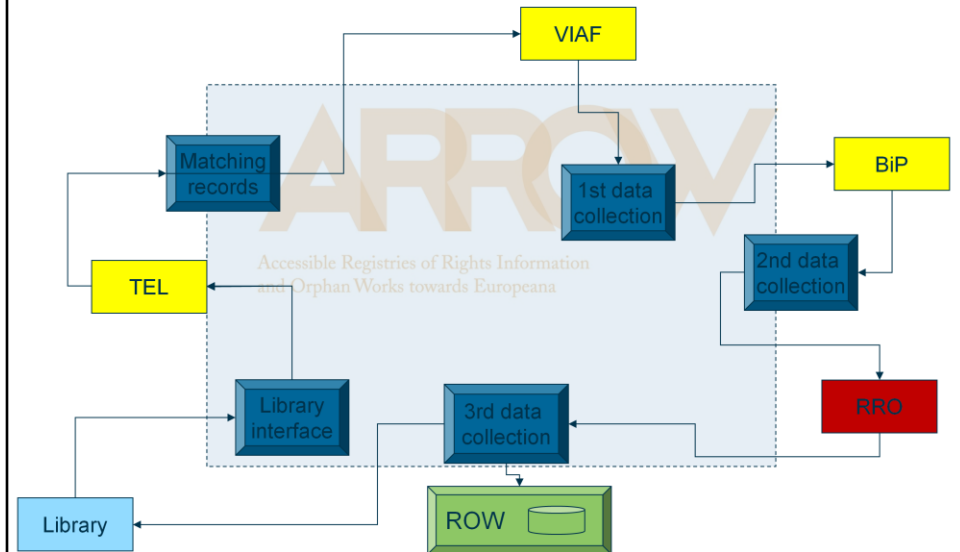 VIAF
ARROW
Matching
records
1st data
collection
BiP
Accessible Registries of Rights Information
and Orphan Works towards Europeana
2nd data
collection
TEL
Library
interface
3rd data
collection
RRO
Library
ROW